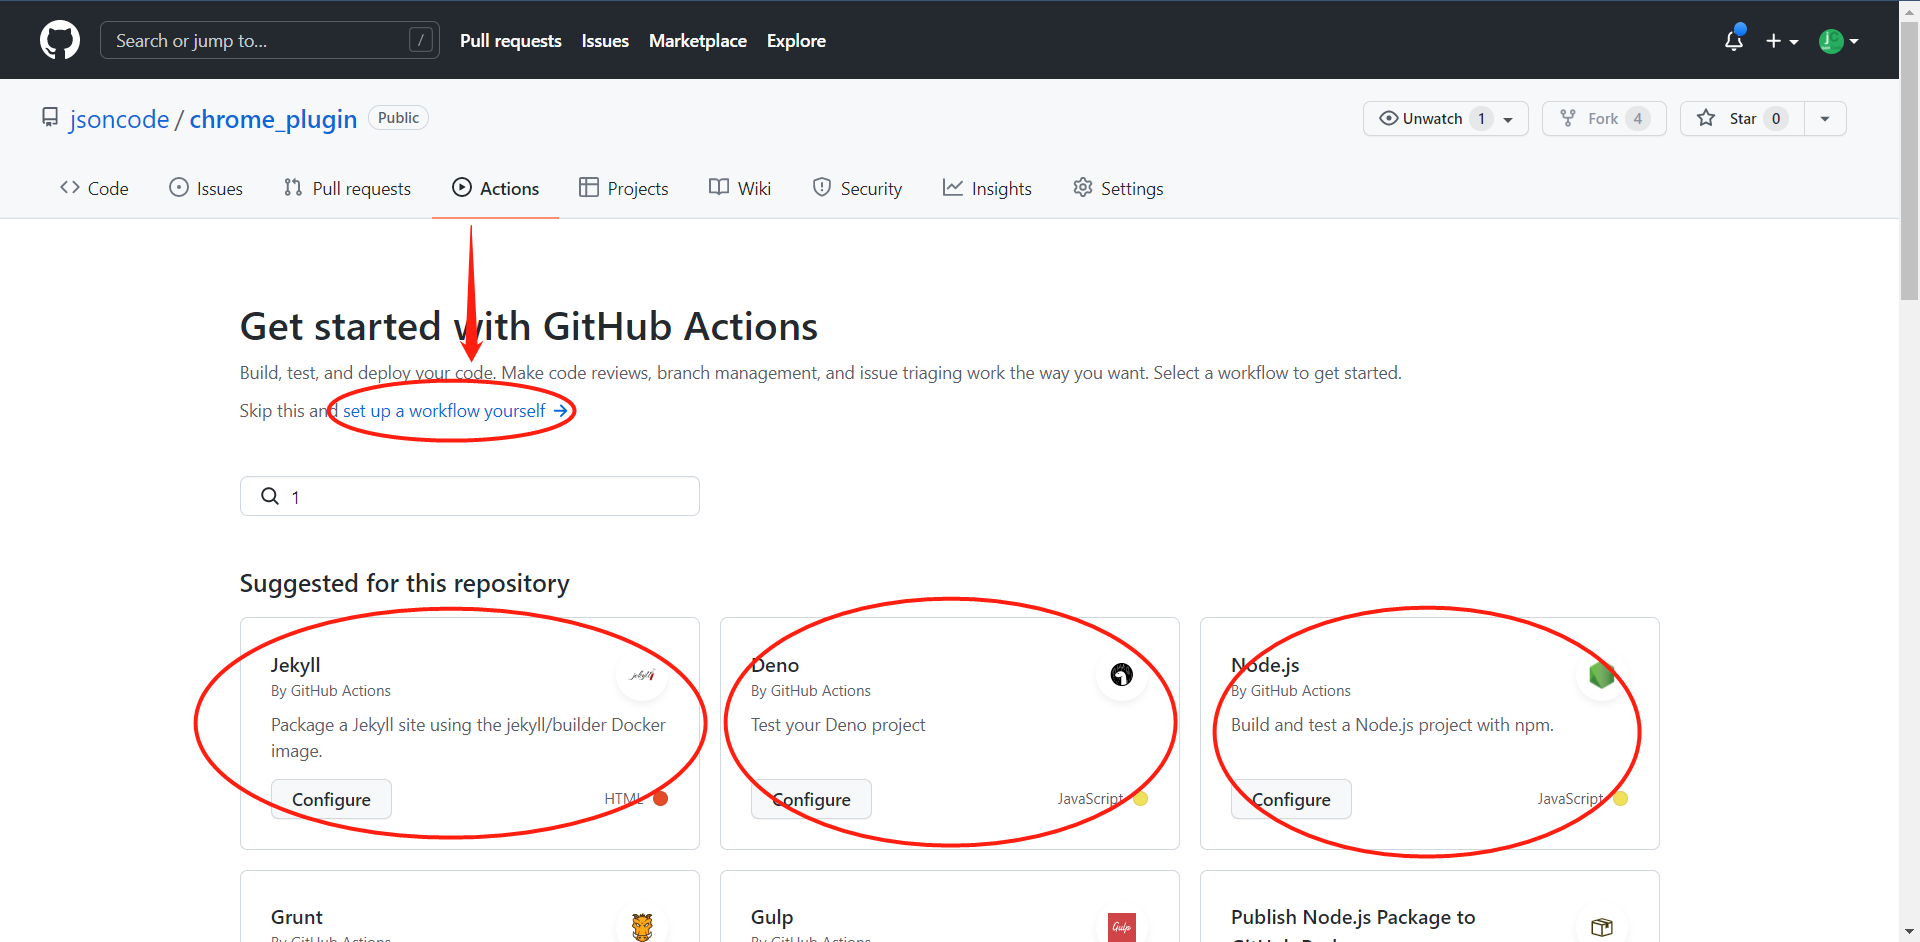 Search or jump to... /
Pull requests Issues Marketplace Explore
jsoncode / chrome_plugin Public
Unwatch 1 Fork 4 Star 0
Code Issues Pull requests Actions Projects Wiki Security Insights Settings
Get started with GitHub Actions
Build, test, and deploy your code. Make code reviews, branch management, and issue triaging work the way you want. Select a workflow to get started.
Skip this and set up a workflow yourself →
1
Suggested for this repository
Jekyll
By GitHub Actions
Package a Jekyll site using the jekyll/builder Docker
image.
Configure HTML
Deno
By GitHub Actions
Test your Deno project
Configure JavaScript
Node.js
By GitHub Actions
Build and test a Node.js project with npm.
Configure JavaScript
Grunt
By GitHub Actions
Gulp
Gulp
By GitHub Actions
Publish Node.js Package to